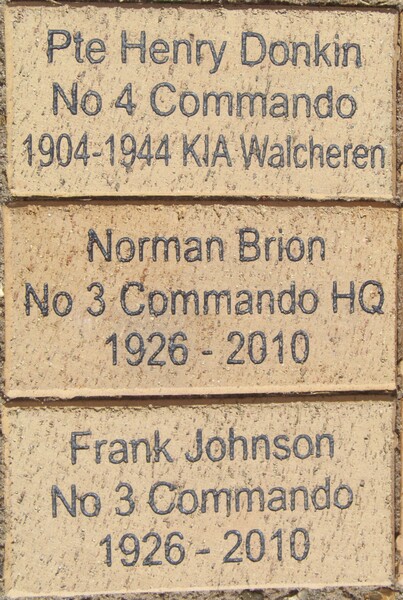 Pte Henry Donkin
No 4 Commando
1904-1944 KIA Walcheren
Norman Brion
No 3 Commando HQ
1926 - 2010
Frank Johnson
No 3 Commando
1926 - 2010